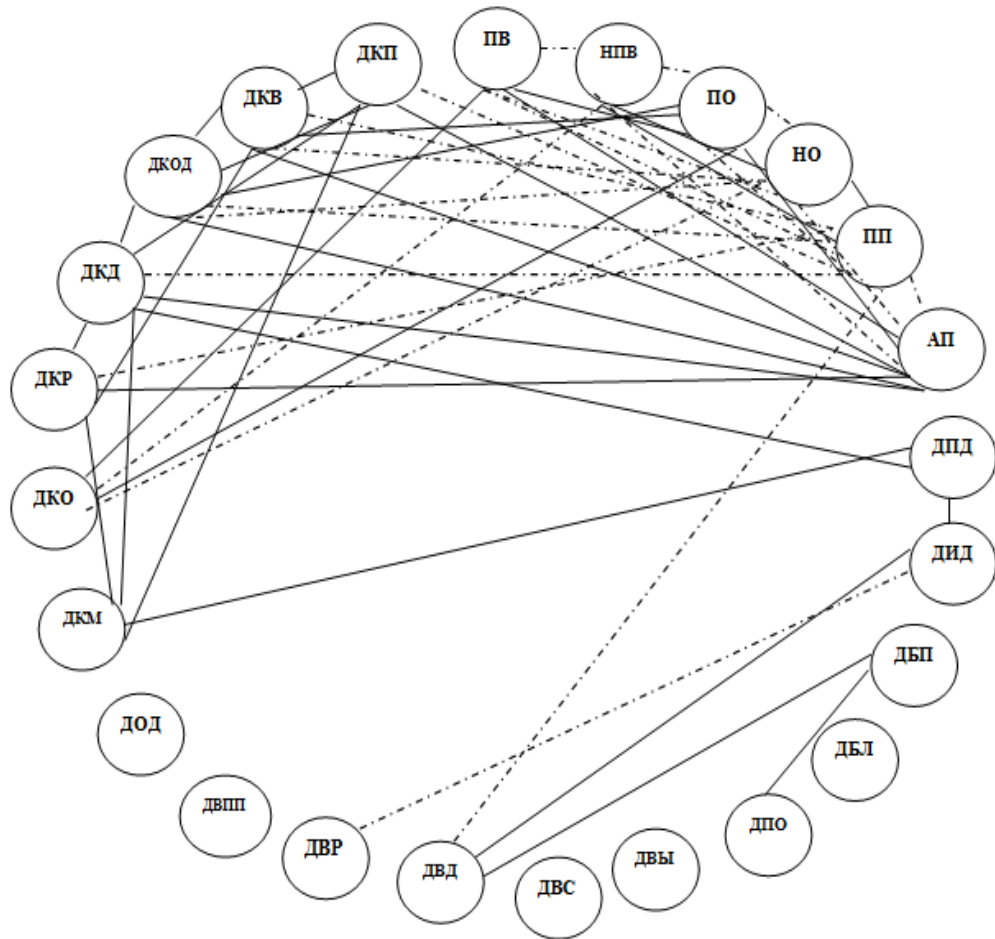 ПВ
НПВ
ПО
НО
ПП
АП
ДПД
ДИД
ДБП
ДБЛ
ДПО
ДВЫ
ДВС
ДВД
ДВР
ДВПП
ДОД
ДКМ
ДКО
ДКР
ДКД
ДКОД
ДКВ
ДКП